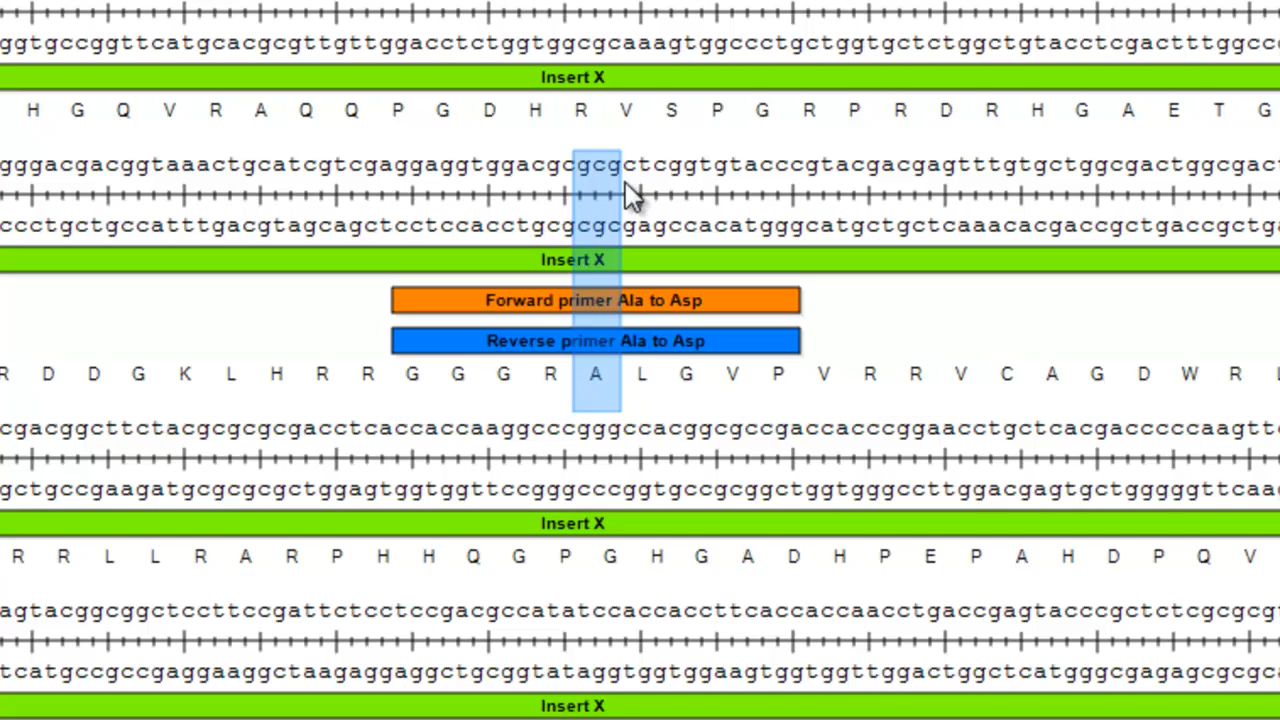 ggtgccggttcatgcacgcgttgttggacctctggtggcgcaaagtggccctgctggtgctctggctgtacctcgactttggcc
Insert X
H G Q V R A Q Q P G D H R V S P G R P R D R H G A E T G
gggacgacggtaaactgcatcgtcgaggaggtggacgcgcgctcggtgtacccgtacgacgagtttgtgctggcgactggcgac
ccctgctgccatttgacgtagcagctcctccacctgcgcgcgagccacatgggcatgctgctcaaacacgaccgctgaccgctg
Insert X
Forward primer Ala to Asp
Reverse primer Ala to Asp
R D D G K L H R R G G G R A L G V P V R R V C A G D W R
cgacggcttctacgcgcgcgacctcaccaccaaggcccgggccacggcgccgaccacccggaacctgctcacgacccccaagtt
gctgccgaagatgcgcgcgctggagtggtggttccgggcccggtgccgcggctggtgggccttggacgagtgctgggggttcaa
Insert X
R R L L R A R P H H Q G P G H G A D H P E P A H D P Q V
agtacggcggctccttccgattctcctccgacgccatatccaccaccttcaccaccaacctgaccgagtacccgctctcgcgcg
tcatgccgccgaggaaggctaagaggaggctgcggtataggtggtggaagtggtggttggactggctcatgggcgagagcgcgc
Insert X